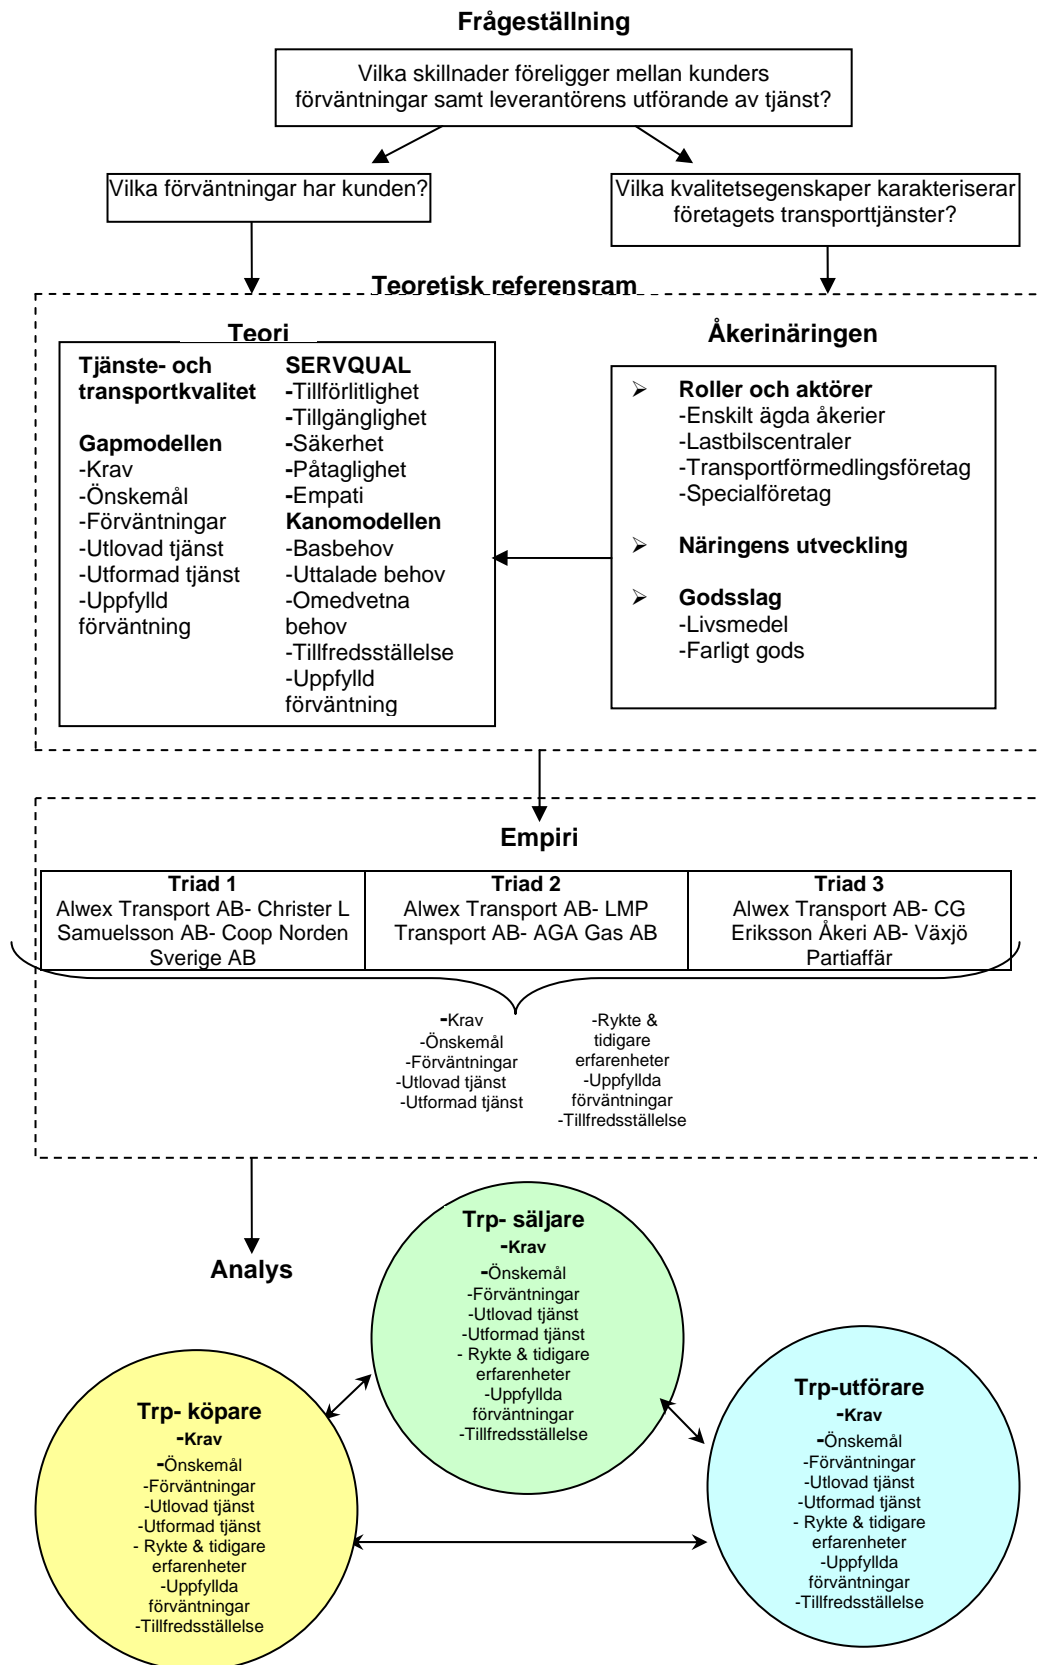 Frågeställning
Vilka skillnader föreligger mellan kunders
förväntningar samt leverantörens utförande av tjänst?
Vilka förväntningar har kunden?
Vilka kvalitetsegenskaper karakteriserar
företagets transporttjänster?
Teoretisk referensram
Teori
Tjänste- och
transportkvalitet
Gapmodellen
-Krav
-Önskemål
-Förväntningar
-Utlovad tjänst
-Utformad tjänst
-Uppfylld
förväntning
SERVQUAL
-Tillförlitlighet
-Tillgänglighet
-Säkerhet
-Påtaglighet
-Empati
Kanomodellen
-Basbehov
-Uttalade behov
-Omedvetna
behov
-Tillfredsställelse
-Uppfylld
förväntning
Åkerinäringen
➢ Roller och aktörer
-Enskilt ägda åkerier
-Lastbilscentraler
-Transportförmedlingsföretag
-Specialföretag
➢ Näringens utveckling
➢ Godsslag
-Livsmedel
-Farligt gods
Empiri
Triad 1
Alwex Transport AB- Christer L
Samuelsson AB- Coop Norden
Sverige AB
Triad 2
Alwex Transport AB- LMP
Transport AB- AGA Gas AB
Triad 3
Alwex Transport AB- CG
Eriksson Åkeri AB- Växjö
Partiaffär
-Krav
-Önskemål
-Förväntningar
-Utlovad tjänst
-Utformad tjänst
-Rykte &
tidigare
erfarenheter
-Uppfyllda
förväntningar
-Tillfredsställelse
Analys
Trp- säljare
-Krav
-Önskemål
-Förväntningar
-Utlovad tjänst
-Utformad tjänst
- Rykte & tidigare
erfarenheter
-Uppfyllda
förväntningar
-Tillfredsställelse
Trp- köpare
-Krav
-Önskemål
-Förväntningar
-Utlovad tjänst
-Utformad tjänst
- Rykte & tidigare
erfarenheter
-Uppfyllda
förväntningar
-Tillfredsställelse
Trp-utförare
-Krav
-Önskemål
-Förväntningar
-Utlovad tjänst
-Utformad tjänst
- Rykte & tidigare
erfarenheter
-Uppfyllda
förväntningar
-Tillfredsställelse